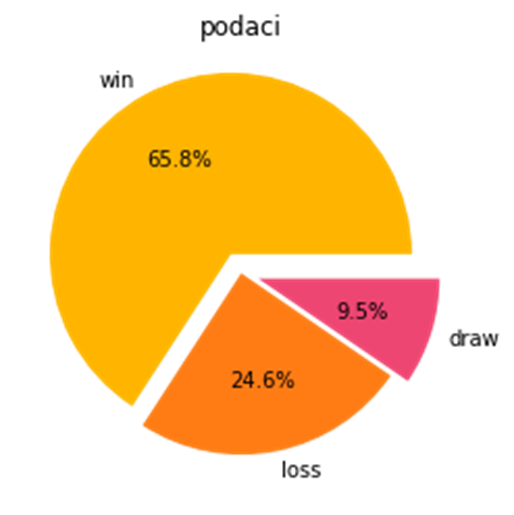 podaci
win
65.8%
9.5%
draw
24.6%
loss